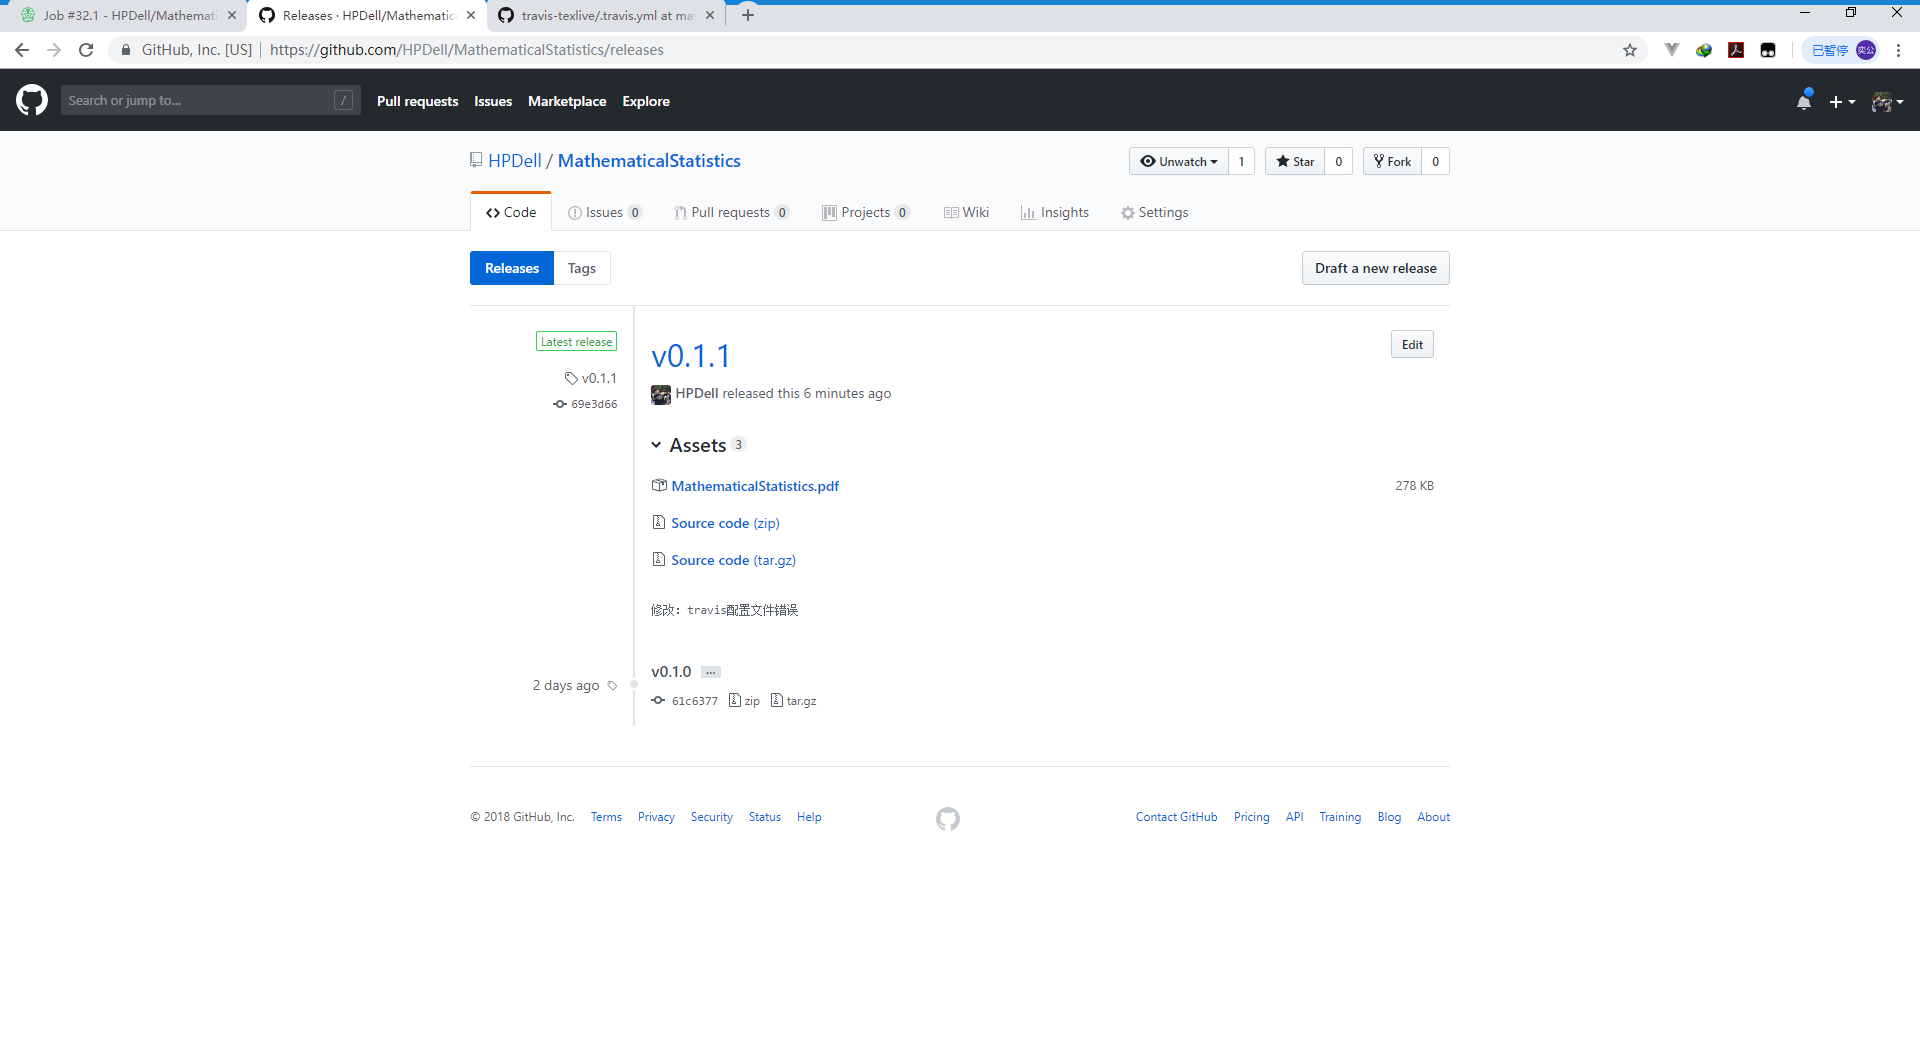 Job #32.1 - HPDell/Mathemati
Releases · HPDell/Mathematica
travis-texlive/.travis.yml at mas
GitHub, Inc. [US] | https://github.com/HPDell/MathematicalStatistics/releases
已暂停
奕公
Search or jump to...
/
Pull requests
Issues
Marketplace
Explore
HPDell / MathematicalStatistics
Unwatch 1
Star 0
Fork 0
Code
Issues 0
Pull requests 0
Projects 0
Wiki
Insights
Settings
Releases
Tags
Draft a new release
Latest release
v0.1.1
69e3d66
v0.1.1
Edit
HPDell released this 6 minutes ago
Assets 3
MathematicalStatistics.pdf 278 KB
Source code (zip)
Source code (tar.gz)
修改：travis配置文件错误
2 days ago
v0.1.0 ...
61c6377 zip tar.gz
© 2018 GitHub, Inc. Terms Privacy Security Status Help
Contact GitHub Pricing API Training Blog About